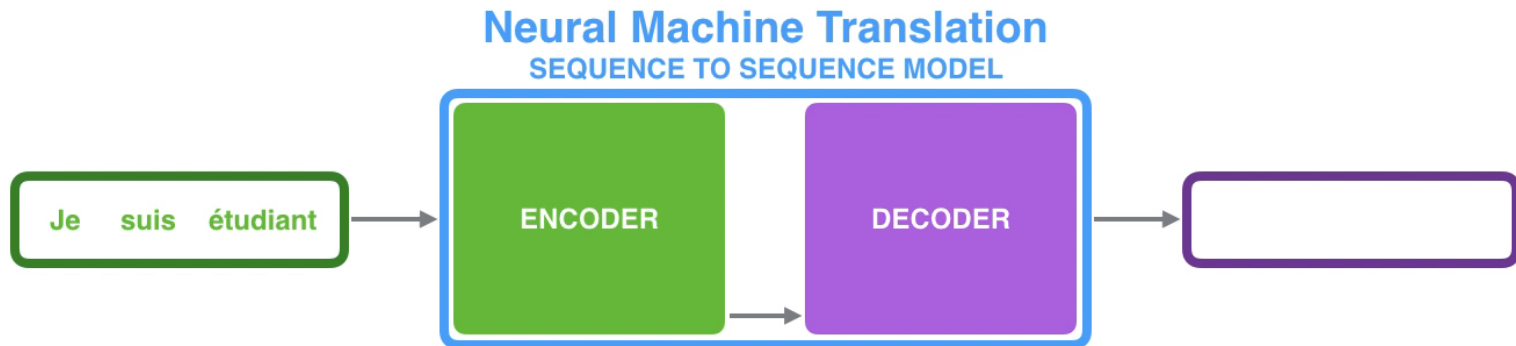 Neural Machine Translation
SEQUENCE TO SEQUENCE MODEL
Je suis étudiant
ENCODER
DECODER